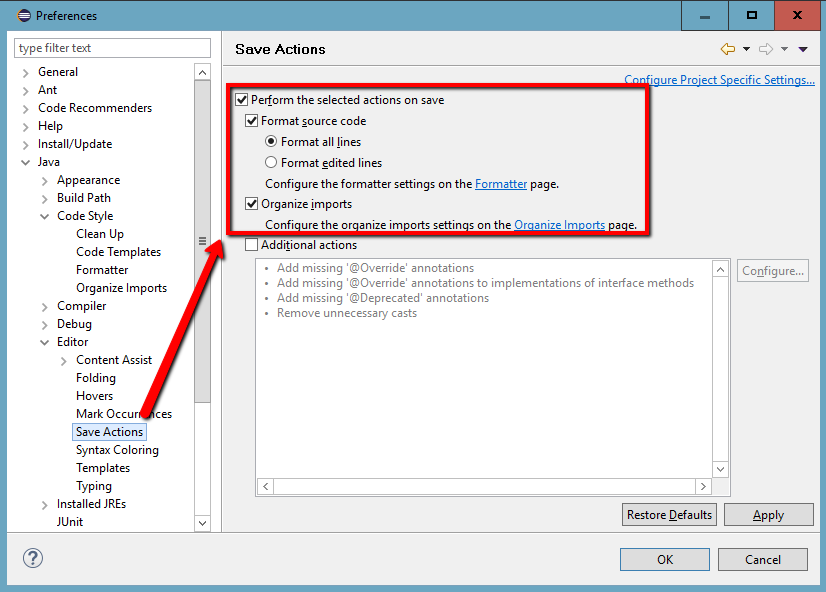 Preferences
type filter text
General
Ant
Code Recommenders
Help
Install/Update
Java
Appearance
Build Path
Code Style
Clean Up
Code Templates
Formatter
Organize Imports
Compiler
Debug
Editor
Content Assist
Folding
Hovers
Mark Occurrences
Save Actions
Syntax Coloring
Templates
Typing
Installed JREs
JUnit
Save Actions
Configure Project Specific Settings...
Perform the selected actions on save
Format source code
Format all lines
Format edited lines
Configure the formatter settings on the Formatter page.
Organize imports
Configure the organize imports settings on the Organize Imports page.
Additional actions
• Add missing '@Override' annotations
• Add missing '@Override' annotations to implementations of interface methods
• Add missing '@Deprecated' annotations
• Remove unnecessary casts
Configure...
Restore Defaults
Apply
?
OK
Cancel